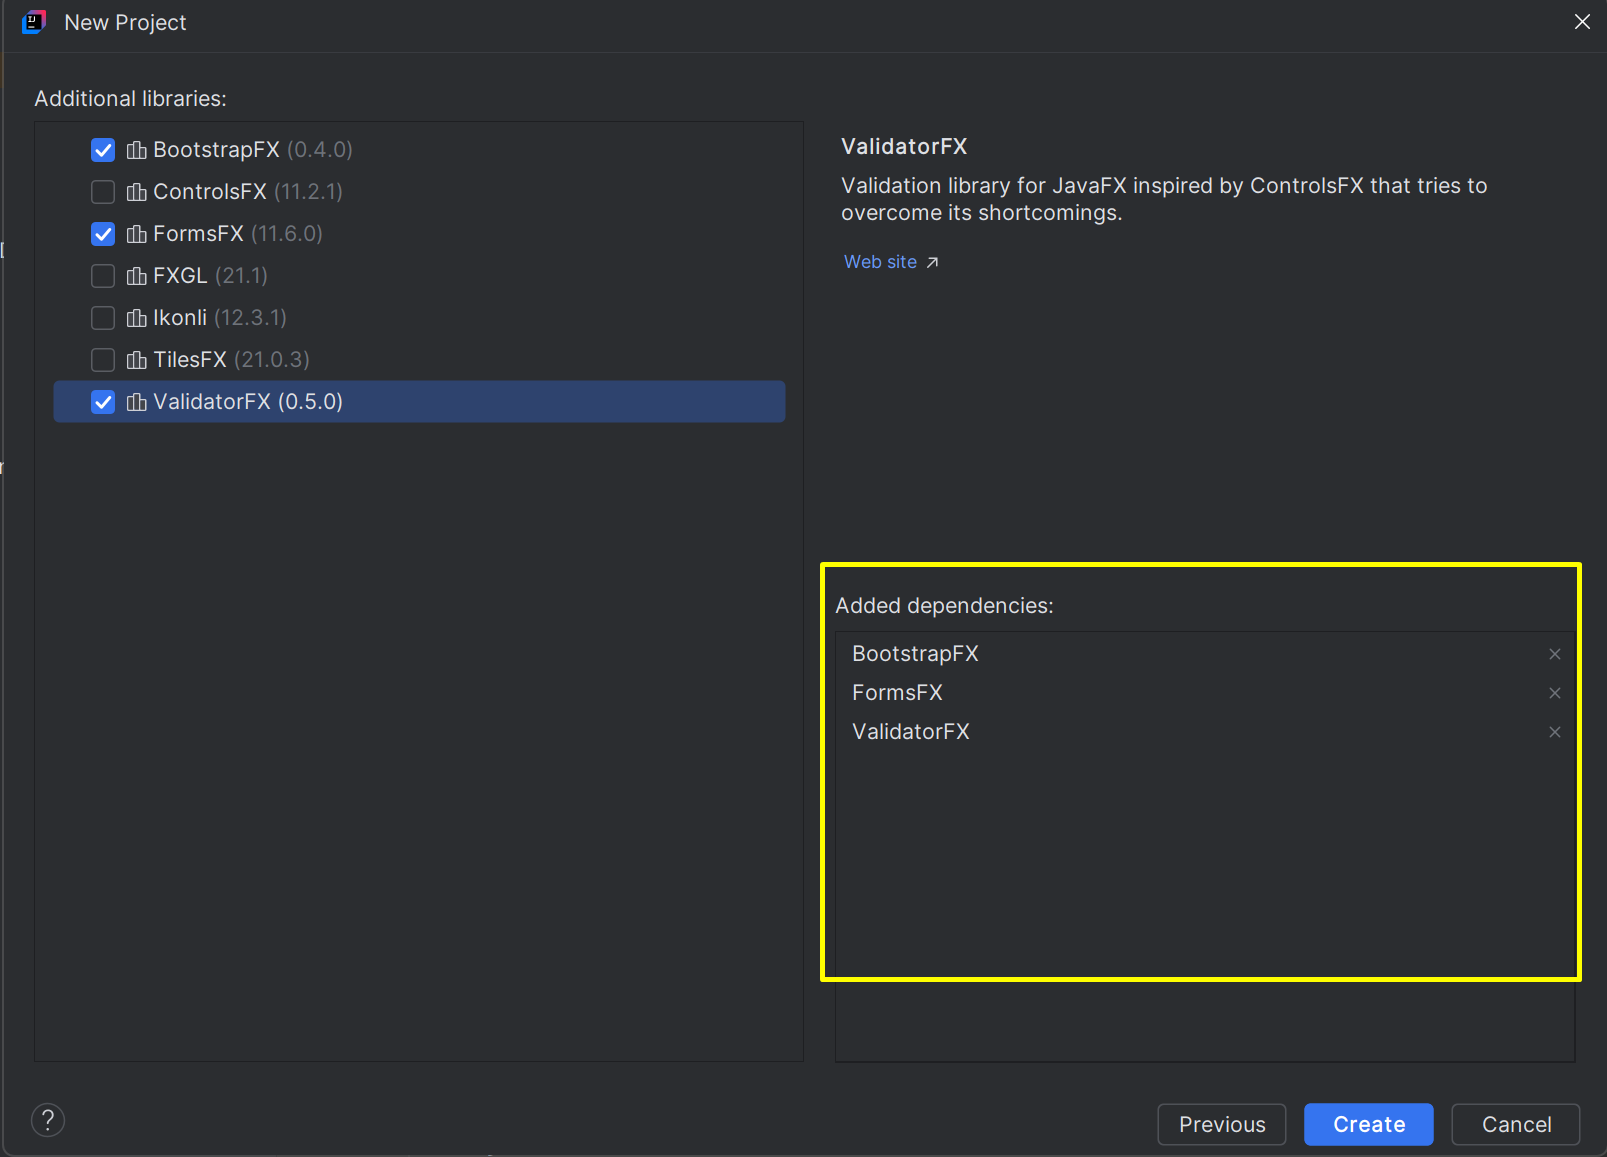 New Project
Additional libraries:
BootstrapFX (0.4.0)
ControlsFX (11.2.1)
FormsFX (11.6.0)
FXGL (21.1)
Ikonli (12.3.1)
TilesFX (21.0.3)
ValidatorFX (0.5.0)
ValidatorFX
Validation library for JavaFX inspired by ControlsFX that tries to
overcome its shortcomings.
Web site ↗
Added dependencies:
BootstrapFX
FormsFX
ValidatorFX
?
Previous
Create
Cancel